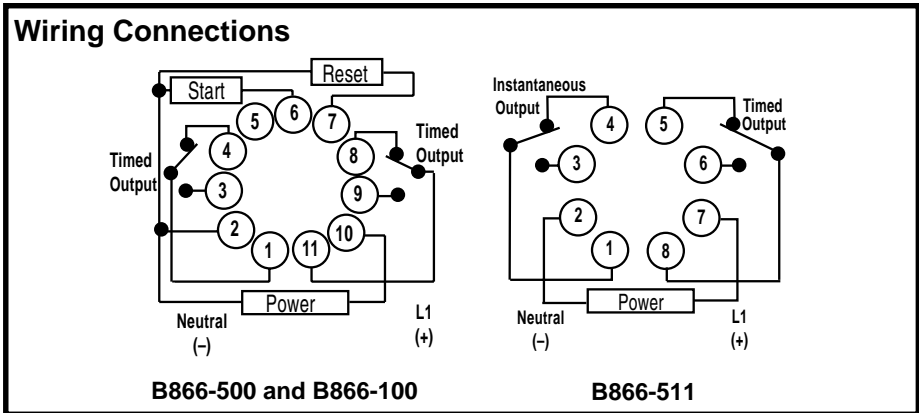 Wiring Connections
Reset
Start
5
6
7
4
8
Timed
Output
Timed
Output
3
9
2
10
1
11
Power
Neutral
(–)
L1
(+)
B866-500 and B866-100
Instantaneous
Output
4
5
Timed
Output
3
6
2
7
1
8
Power
Neutral
(–)
L1
(+)
B866-511